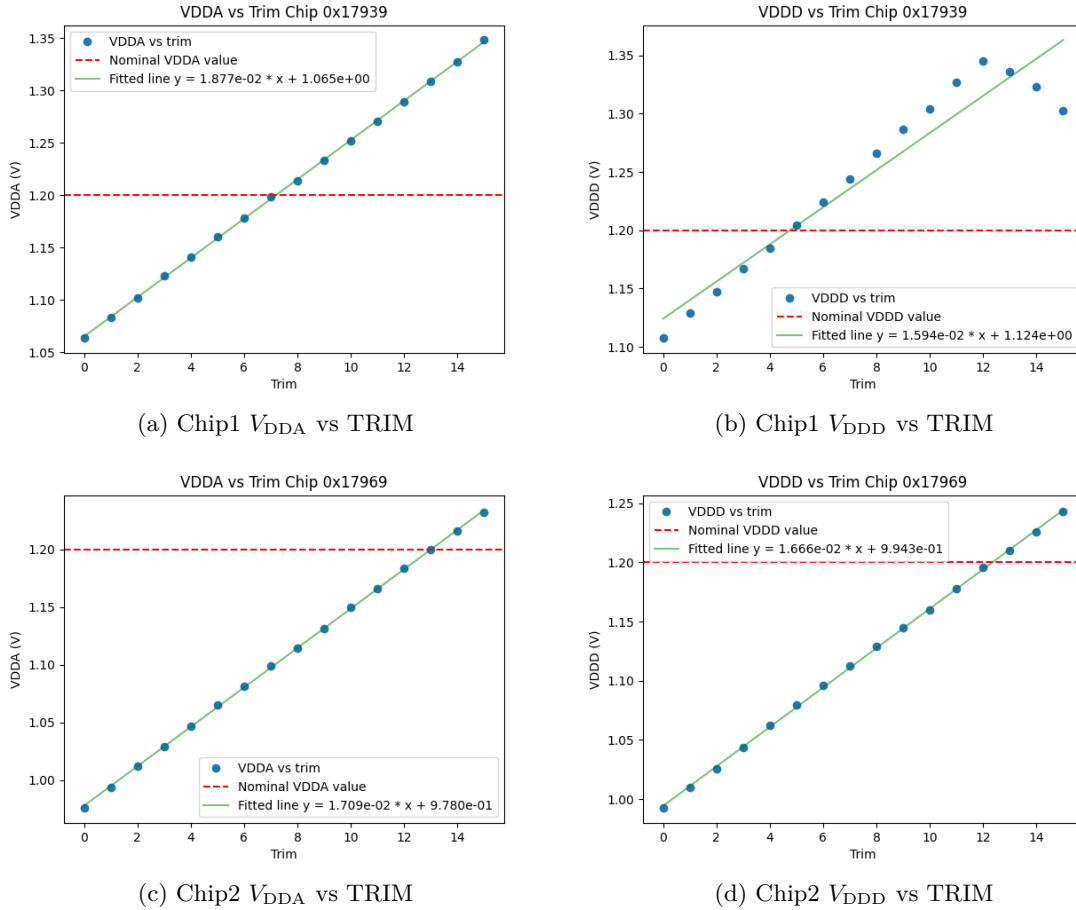 VDDA vs Trim Chip 0x17939
1.35
1.30
1.25
1.20
1.15
1.10
1.05
VDDA (V)
VDDA vs trim
Nominal VDDA value
Fitted line y = 1.877e-02 * x + 1.065e+00
0 2 4 6 8 10 12 14
Trim
(a) Chip1 VDDA vs TRIM
VDDD vs Trim Chip 0x17939
1.35
1.30
1.25
1.20
1.15
1.10
VDDD (V)
VDDD vs trim
Nominal VDDD value
Fitted line y = 1.594e-02 * x + 1.124e+00
0 2 4 6 8 10 12 14
Trim
(b) Chip1 VDDD vs TRIM
VDDA vs Trim Chip 0x17969
1.20
1.15
1.10
1.05
1.00
VDDA (V)
VDDA vs trim
Nominal VDDA value
Fitted line y = 1.709e-02 * x + 9.780e-01
0 2 4 6 8 10 12 14
Trim
(c) Chip2 VDDA vs TRIM
VDDD vs Trim Chip 0x17969
1.25
1.20
1.15
1.10
1.05
1.00
VDDD (V)
VDDD vs trim
Nominal VDDD value
Fitted line y = 1.666e-02 * x + 9.943e-01
0 2 4 6 8 10 12 14
Trim
(d) Chip2 VDDD vs TRIM